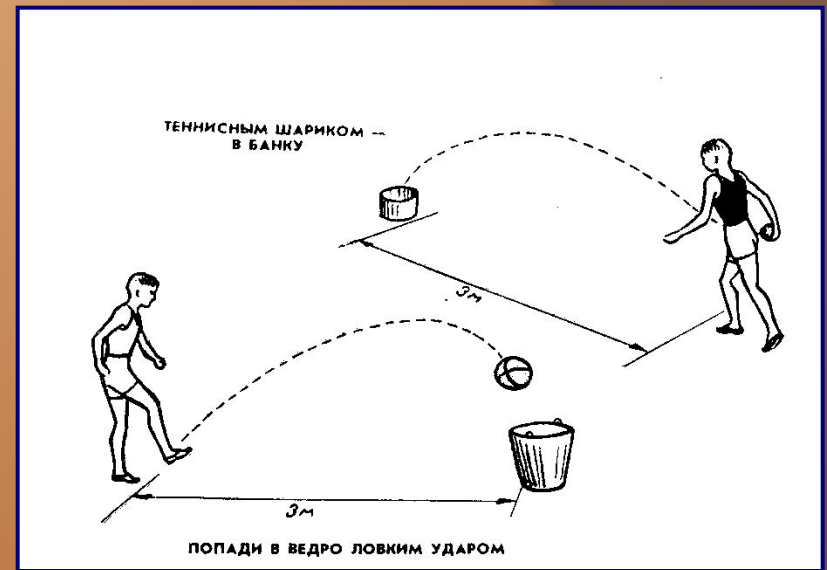 ТЕННИСНЫМ ШАРИКОМ —
В БАНКУ
3м
3м
ПОПАДИ В ВЕДРО ЛОВКИМ УДАРОМ